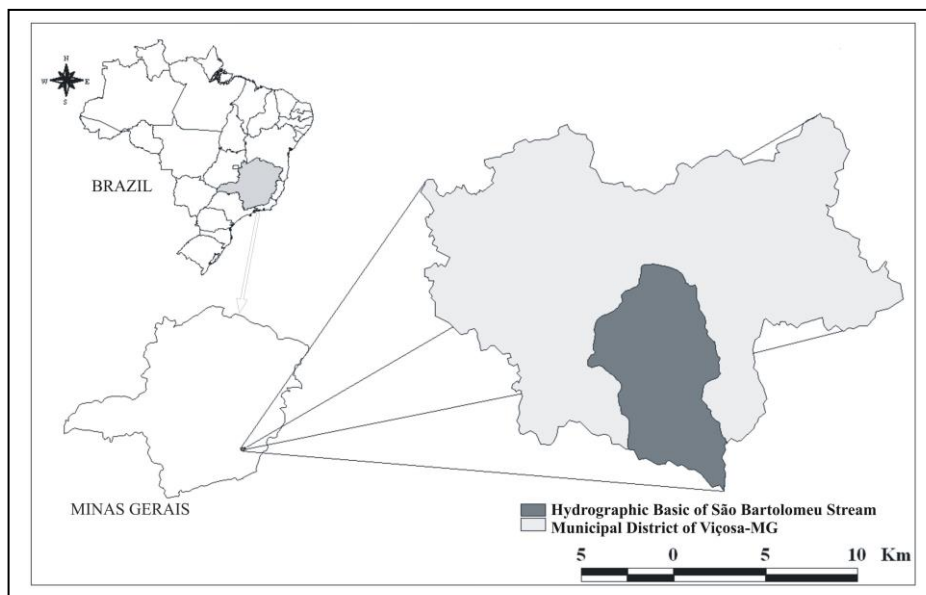 N
W E
S
BRAZIL
MINAS GERAIS
Hydrographic Basic of São Bartolomeu Stream
Municipal District of Viçosa-MG
5 0 5 10 Km